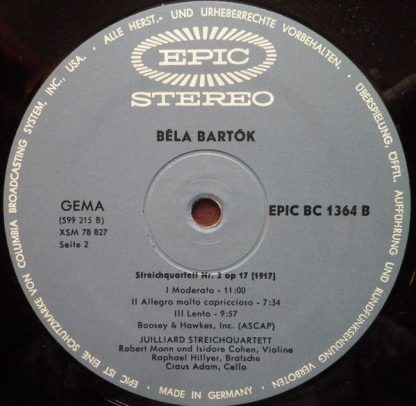 ALLE HERST.- UND URHEBERRECHTE VORBEHALTEN. · ÜBERSPIELUNG, ÖFFTL. AUFFÜHRUNG UND RUNDFUNKSENDUNG VERBOTEN
EPIC IST EINE SCHUTZMARKE VON COLUMBIA BROADCASTING SYSTEM, INC., USA.
EPIC
STEREO
BÉLA BARTÓK
GEMA
(599 215 B)
XSM 78 827
Seite 2
EPIC BC 1364 B
Streichquartett Nr. 2 op 17 (1917)
I Moderato - 11:00
II Allegro molto capriccioso - 7:34
III Lento - 9:57
Boosey & Hawkes, Inc. (ASCAP)
JUILLIARD STREICHQUARTETT
Robert Mann und Isidore Cohen, Violine
Raphael Hillyer, Bratsche
Claus Adam, Cello
· MADE IN GERMANY ·